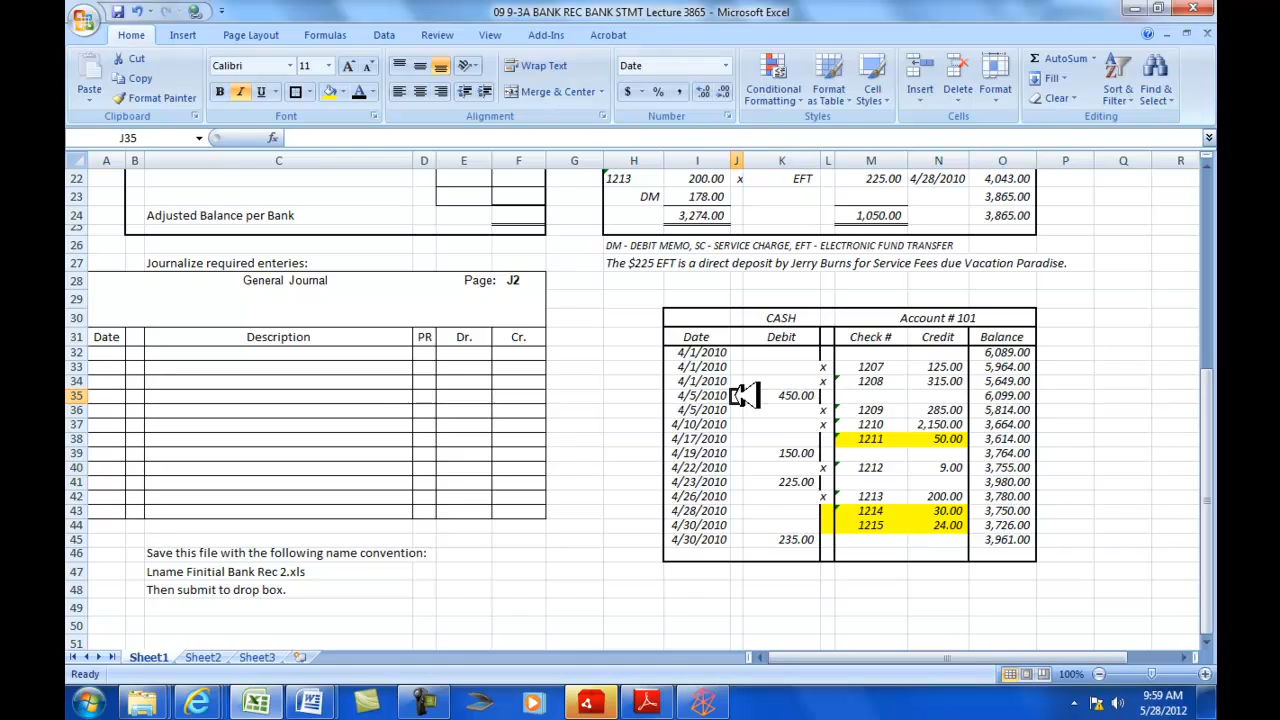 09 9-3A BANK REC BANK STMT Lecture 3865 - Microsoft Excel
Home Insert Page Layout Formulas Data Review View Add-Ins Acrobat
Cut
Copy
Format Painter
Paste
Clipboard
Calibri 11
B I U
Font
Wrap Text
Merge & Center
Alignment
Date
$ % ,
Number
Conditional Formatting
Format as Table
Cell Styles
Styles
Insert Delete Format
Cells
AutoSum
Fill
Clear
Sort & Filter
Find & Select
Editing
J35 fx
A B C D E F G H I J K L M N O P Q R
22 1213 200.00 x EFT 225.00 4/28/2010 4,043.00
23 DM 178.00 3,865.00
24 Adjusted Balance per Bank 3,274.00 1,050.00 3,865.00
25
26 DM - DEBIT MEMO, SC - SERVICE CHARGE, EFT - ELECTRONIC FUND TRANSFER
27 Journalize required enteries: The $225 EFT is a direct deposit by Jerry Burns for Service Fees due Vacation Paradise.
28 General Journal Page: J2
29
30 CASH Account # 101
31 Date Description PR Dr. Cr. Date Debit Check # Credit Balance
32 4/1/2010 6,089.00
33 4/1/2010 x 1207 125.00 5,964.00
34 4/1/2010 x 1208 315.00 5,649.00
35 4/5/2010 450.00 6,099.00
36 4/5/2010 x 1209 285.00 5,814.00
37 4/10/2010 x 1210 2,150.00 3,664.00
38 4/17/2010 1211 50.00 3,614.00
39 4/19/2010 150.00 3,764.00
40 4/22/2010 x 1212 9.00 3,755.00
41 4/23/2010 225.00 3,980.00
42 4/26/2010 x 1213 200.00 3,780.00
43 4/28/2010 1214 30.00 3,750.00
44 4/30/2010 1215 24.00 3,726.00
45 4/30/2010 235.00 3,961.00
46 Save this file with the following name convention:
47 Lname Finitial Bank Rec 2.xls
48 Then submit to drop box.
49
50
51
Sheet1 Sheet2 Sheet3
Ready 100%
9:59 AM
5/28/2012